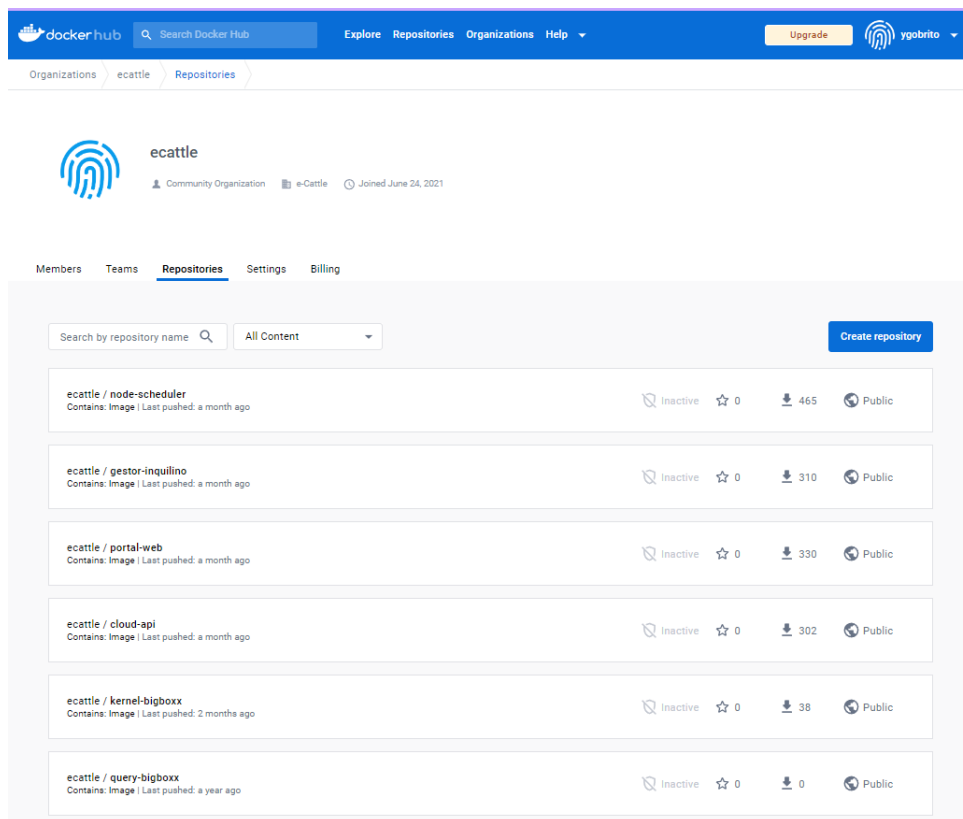 dockerhub Search Docker Hub Explore Repositories Organizations Help Upgrade ygobrito
Organizations ecattle Repositories
ecattle
Community Organization e-Cattle Joined June 24, 2021
Members Teams Repositories Settings Billing
Search by repository name All Content Create repository
ecattle / node-scheduler
Contains: Image | Last pushed: a month ago
Inactive 0 465 Public
ecattle / gestor-inquilino
Contains: Image | Last pushed: a month ago
Inactive 0 310 Public
ecattle / portal-web
Contains: Image | Last pushed: a month ago
Inactive 0 330 Public
ecattle / cloud-api
Contains: Image | Last pushed: a month ago
Inactive 0 302 Public
ecattle / kernel-bigboxx
Contains: Image | Last pushed: 2 months ago
Inactive 0 38 Public
ecattle / query-bigboxx
Contains: Image | Last pushed: a year ago
Inactive 0 0 Public